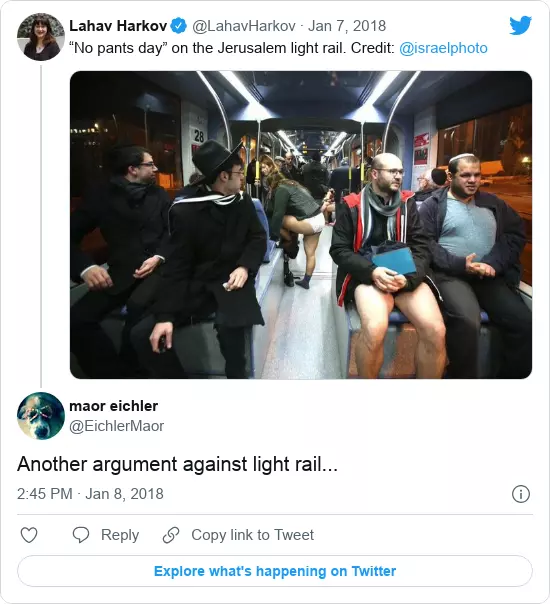 Lahav Harkov @LahavHarkov · Jan 7, 2018
“No pants day” on the Jerusalem light rail. Credit: @israelphoto
28
maor eichler
@EichlerMaor
Another argument against light rail...
2:45 PM · Jan 8, 2018
Reply Copy link to Tweet
Explore what's happening on Twitter